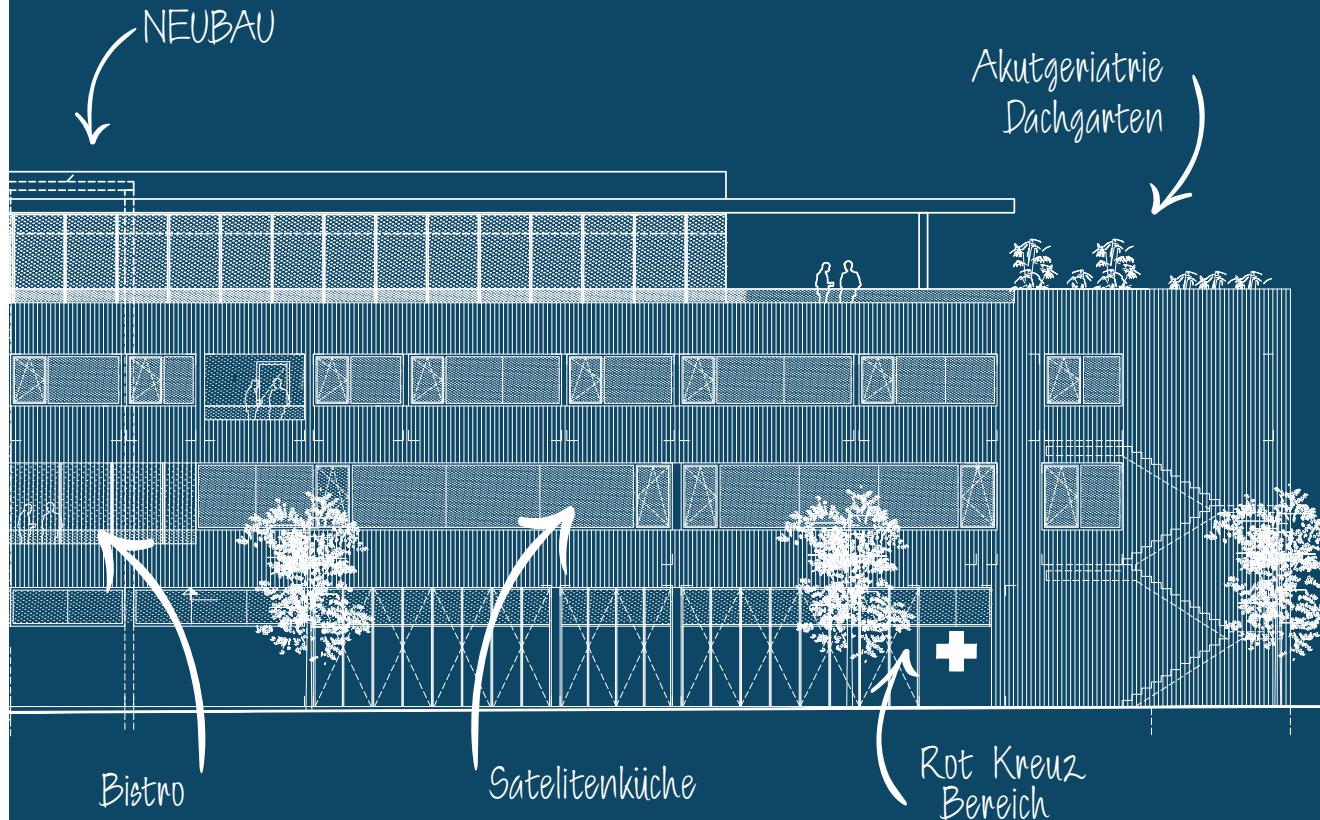 NEUBAU
Akutgeriatrie
Dachgarten
Bistro
Satelitenküche
Rot Kreuz
Bereich